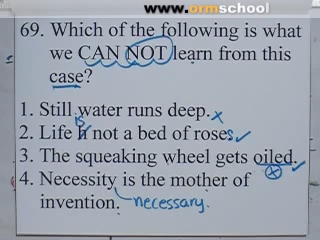 www.ormschool
69. Which of the following is what
we CAN NOT learn from this
case?
1. Still water runs deep. x
is
2. Life h not a bed of roses ✓
3. The squeaking wheel gets oiled. ✓
4. Necessity is the mother of
invention. necessary.